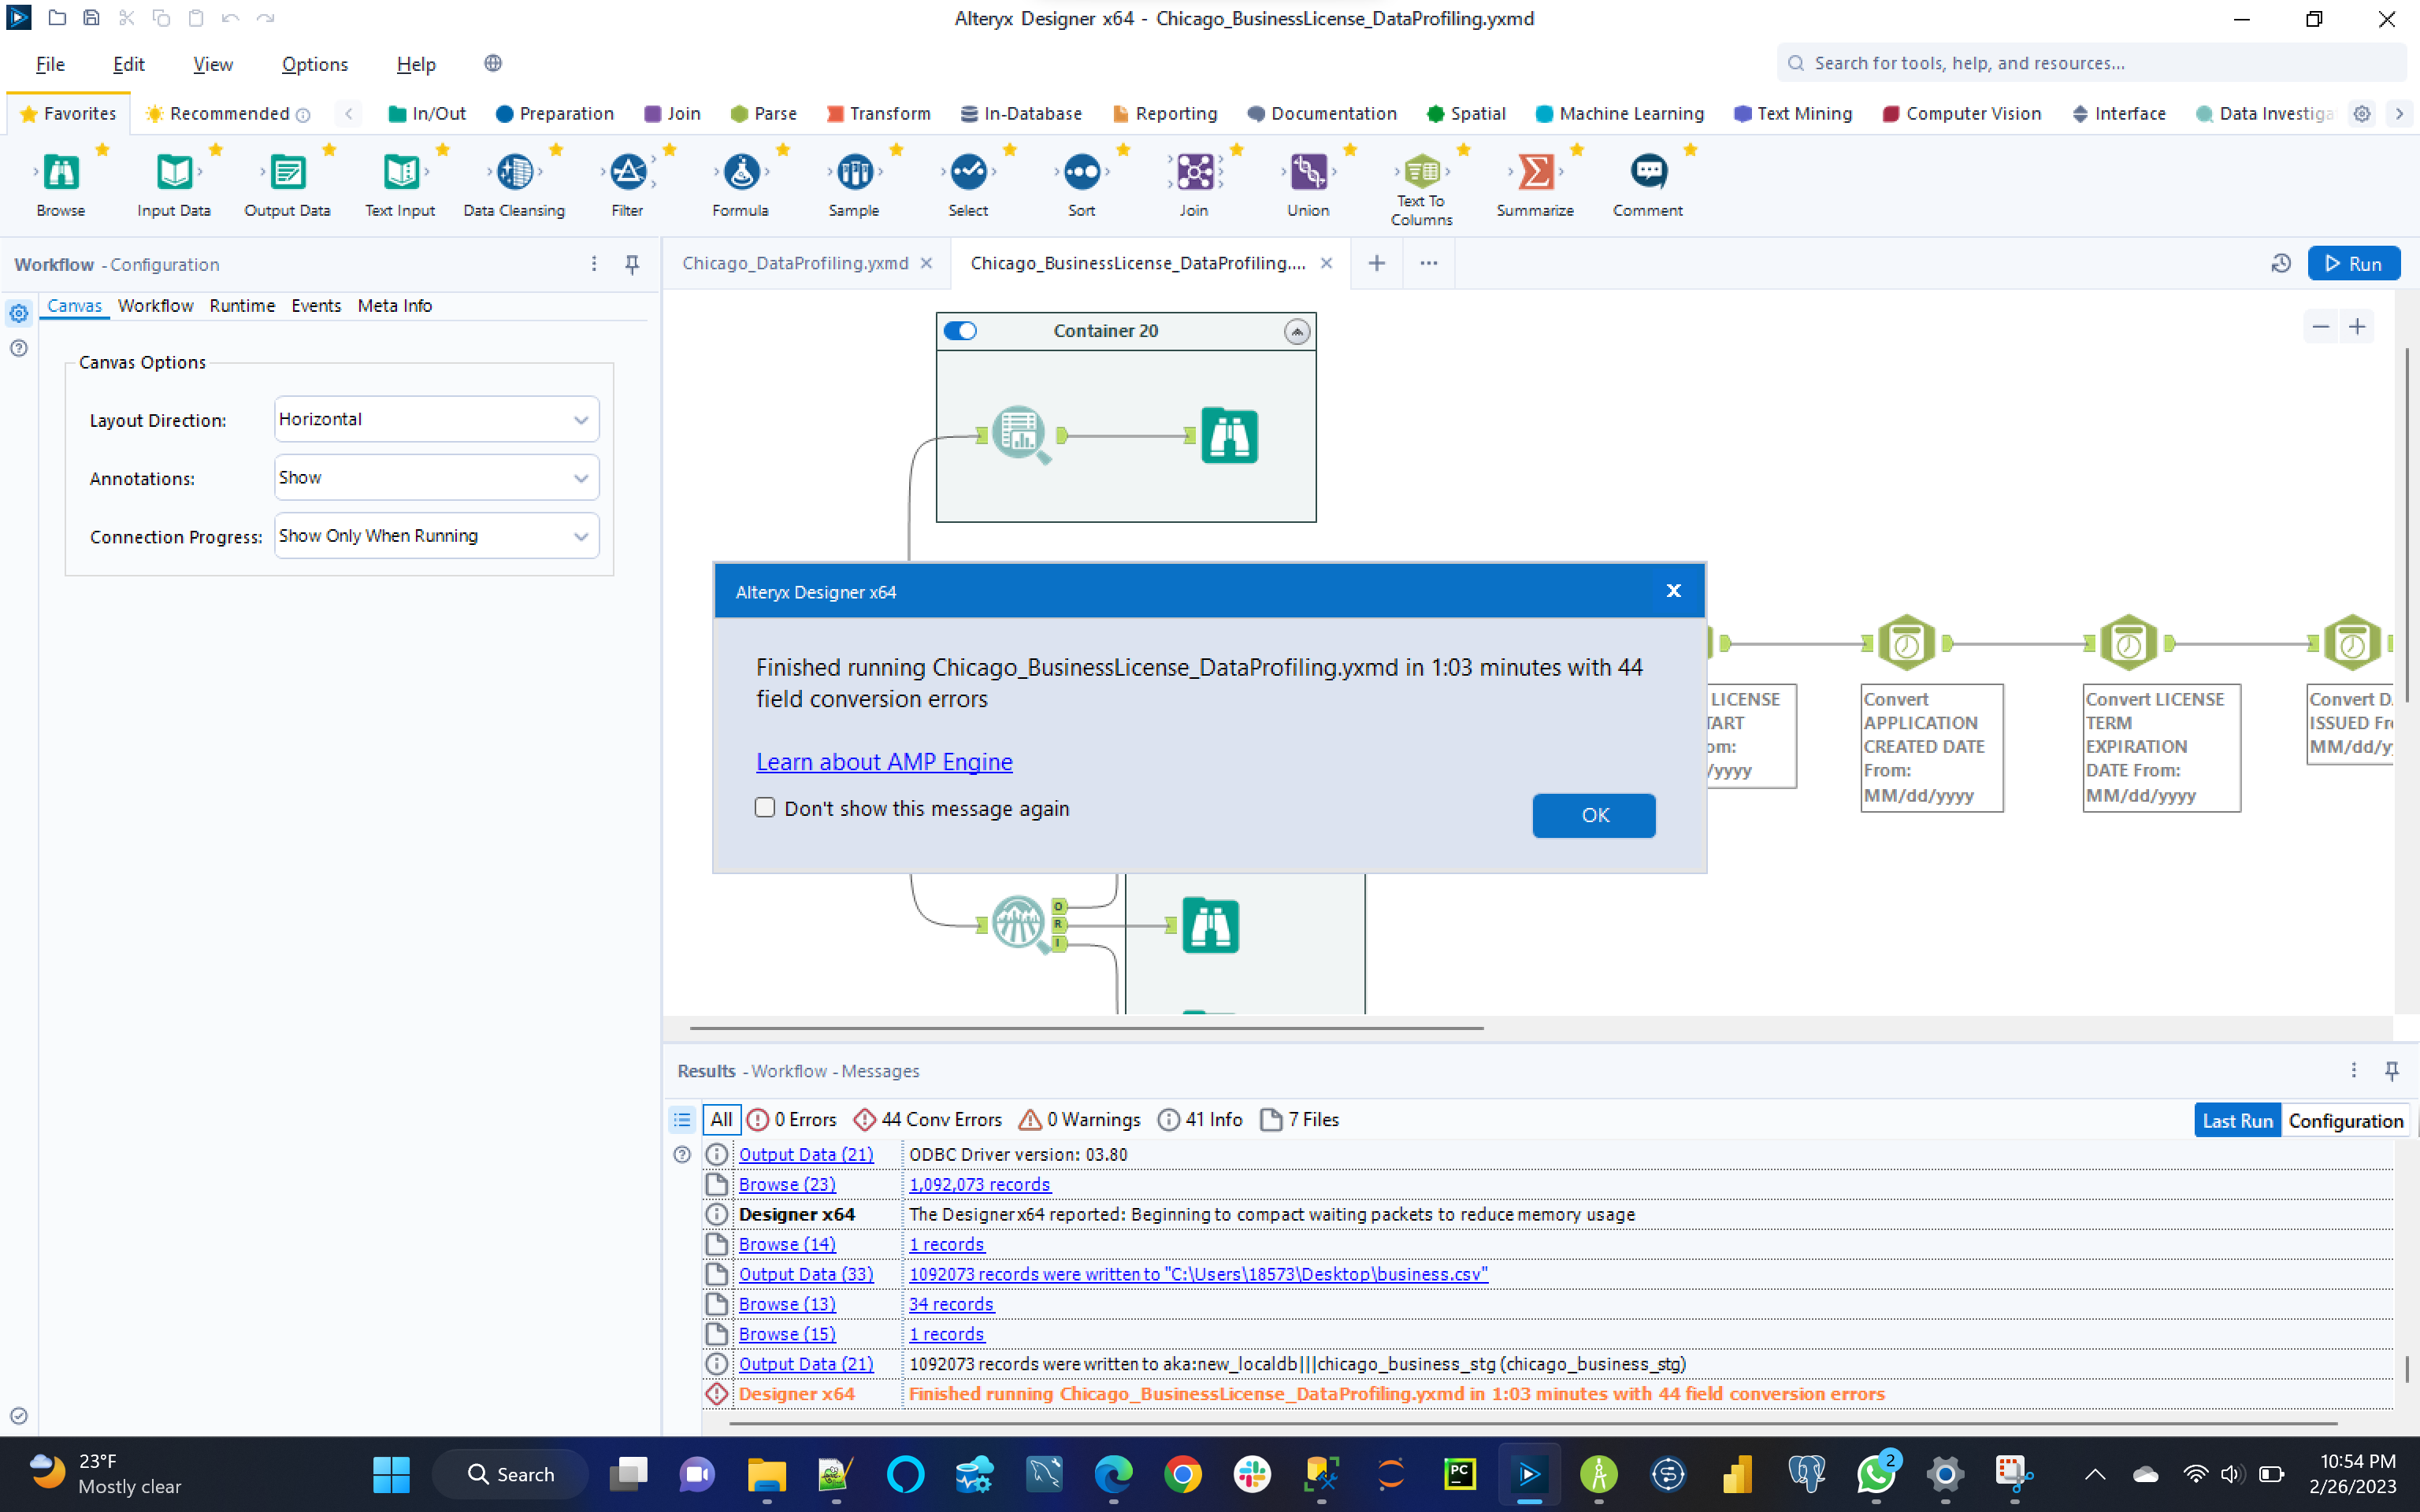 Alteryx Designer x64 - Chicago_BusinessLicense_DataProfiling.yxmd
File Edit View Options Help
Search for tools, help, and resources...
Favorites Recommended In/Out Preparation Join Parse Transform In-Database Reporting Documentation Spatial Machine Learning Text Mining Computer Vision Interface Data Investiga
Browse Input Data Output Data Text Input Data Cleansing Filter Formula Sample Select Sort Join Union Text To Columns Summarize Comment
Workflow - Configuration
Chicago_DataProfiling.yxmd
Chicago_BusinessLicense_DataProfiling....
Run
Canvas Workflow Runtime Events Meta Info
Canvas Options
Layout Direction: Horizontal
Annotations: Show
Connection Progress: Show Only When Running
Container 20
Alteryx Designer x64
Finished running Chicago_BusinessLicense_DataProfiling.yxmd in 1:03 minutes with 44
field conversion errors
Learn about AMP Engine
Don't show this message again
OK
LICENSE
TART
om:
/yyyy
Convert
APPLICATION
CREATED DATE
From:
MM/dd/yyyy
Convert LICENSE
TERM
EXPIRATION
DATE From:
MM/dd/yyyy
Convert D
ISSUED Fr
MM/dd/y
O
R
I
Results - Workflow - Messages
All 0 Errors 44 Conv Errors 0 Warnings 41 Info 7 Files
Last Run Configuration
Output Data (21) ODBC Driver version: 03.80
Browse (23) 1,092,073 records
Designer x64 The Designer x64 reported: Beginning to compact waiting packets to reduce memory usage
Browse (14) 1 records
Output Data (33) 1092073 records were written to "C:\Users\18573\Desktop\business.csv"
Browse (13) 34 records
Browse (15) 1 records
Output Data (21) 1092073 records were written to aka:new_localdb|||chicago_business_stg (chicago_business_stg)
Designer x64 Finished running Chicago_BusinessLicense_DataProfiling.yxmd in 1:03 minutes with 44 field conversion errors
23°F
Mostly clear
Search
PC
2
10:54 PM
2/26/2023